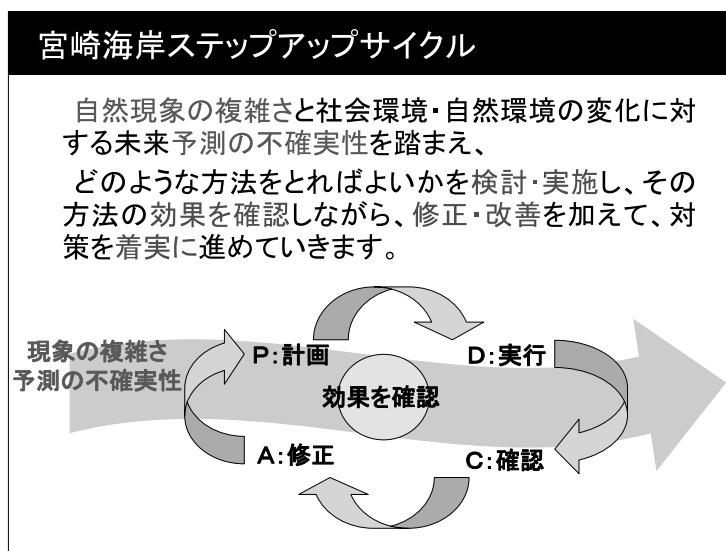 宮崎海岸ステップアップサイクル
自然現象の複雑さと社会環境・自然環境の変化に対
する未来予測の不確実性を踏まえ、
どのような方法をとればよいかを検討・実施し、その
方法の効果を確認しながら、修正・改善を加えて、対
策を着実に進めていきます。
現象の複雑さ
予測の不確実性
P:計画
D:実行
効果を確認
A:修正
C:確認